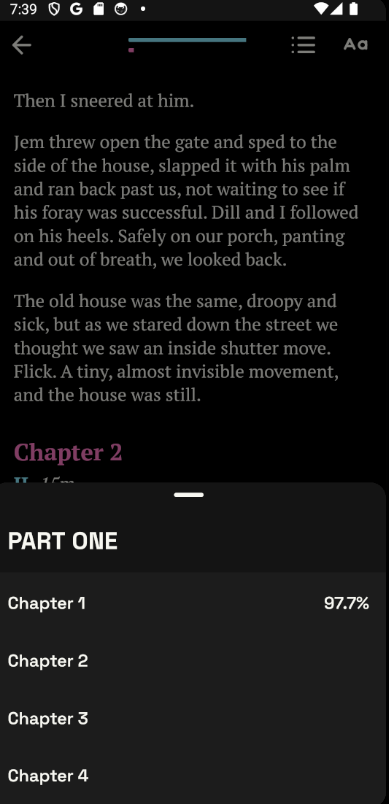 7:39
Aa
Then I sneered at him.
Jem threw open the gate and sped to the
side of the house, slapped it with his palm
and ran back past us, not waiting to see if
his foray was successful. Dill and I followed
on his heels. Safely on our porch, panting
and out of breath, we looked back.
The old house was the same, droopy and
sick, but as we stared down the street we
thought we saw an inside shutter move.
Flick. A tiny, almost invisible movement,
and the house was still.
Chapter 2
15m
PART ONE
Chapter 1 97.7%
Chapter 2
Chapter 3
Chapter 4